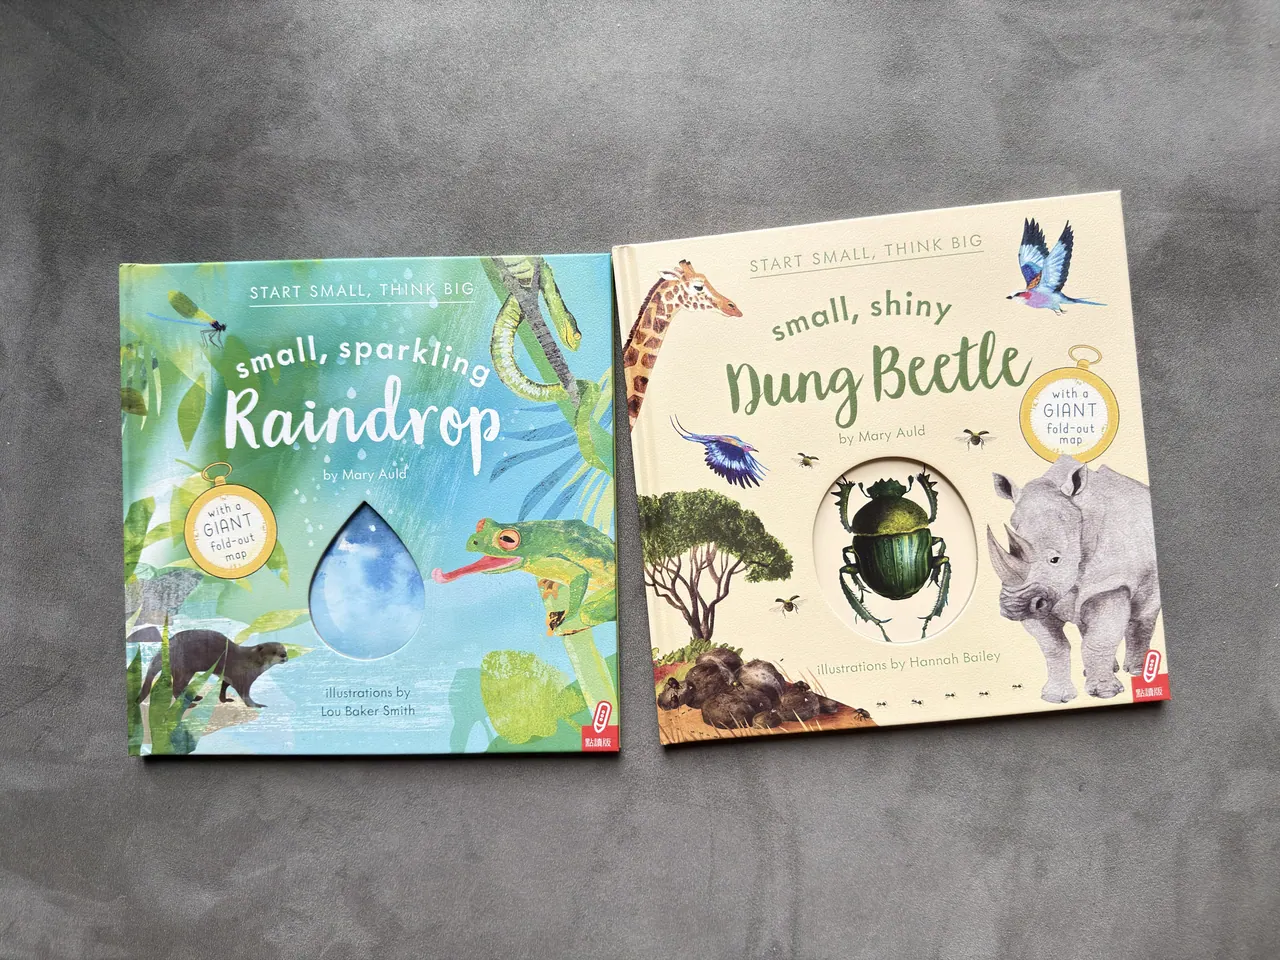 START SMALL, THINK BIG
small, sparkling
Raindrop
by Mary Auld
with a
GIANT
fold-out
map
illustrations by
Lou Baker Smith
點讀版
START SMALL, THINK BIG
small, shiny
Dung Beetle
by Mary Auld
with a
GIANT
fold-out
map
illustrations by Hannah Bailey
點讀版